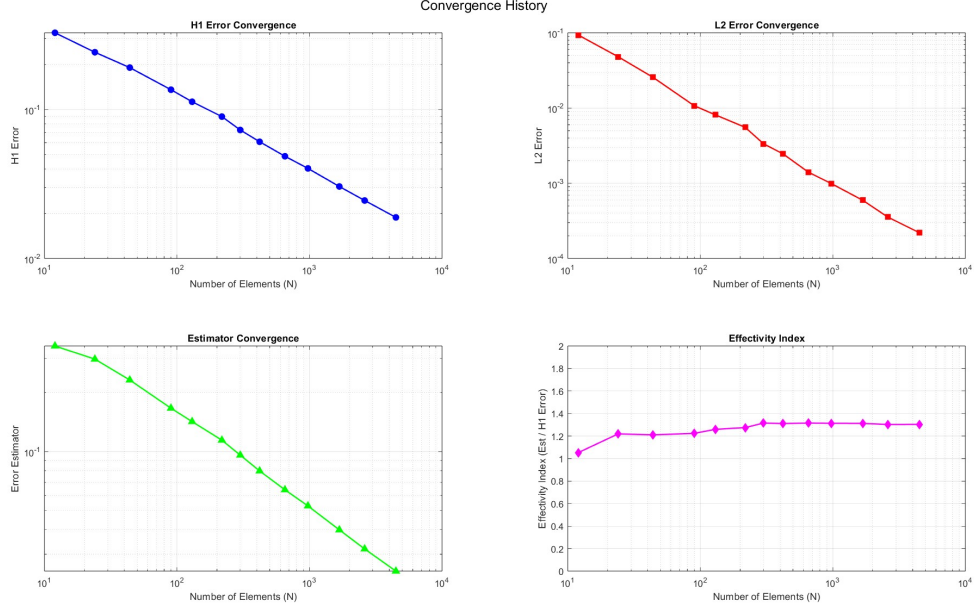 Convergence History
H1 Error Convergence
H1 Error
10^-1
10^-2
10^1
10^2
10^3
10^4
Number of Elements (N)
L2 Error Convergence
L2 Error
10^-1
10^-2
10^-3
10^-4
10^1
10^2
10^3
10^4
Number of Elements (N)
Estimator Convergence
Error Estimator
10^-1
10^1
10^2
10^3
10^4
Number of Elements (N)
Effectivity Index
Effectivity Index (Est / H1 Error)
2
1.8
1.6
1.4
1.2
1
0.8
0.6
0.4
0.2
0
10^1
10^2
10^3
10^4
Number of Elements (N)